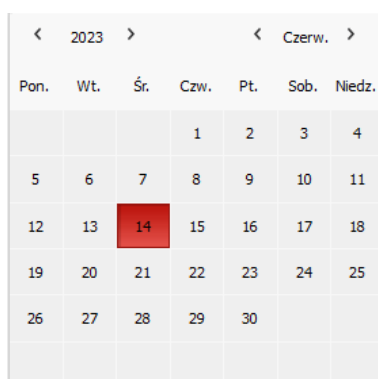 < 2023 > < Czerw. >
Pon. Wt. Śr. Czw. Pt. Sob. Niedz.
1 2 3 4
5 6 7 8 9 10 11
12 13 14 15 16 17 18
19 20 21 22 23 24 25
26 27 28 29 30